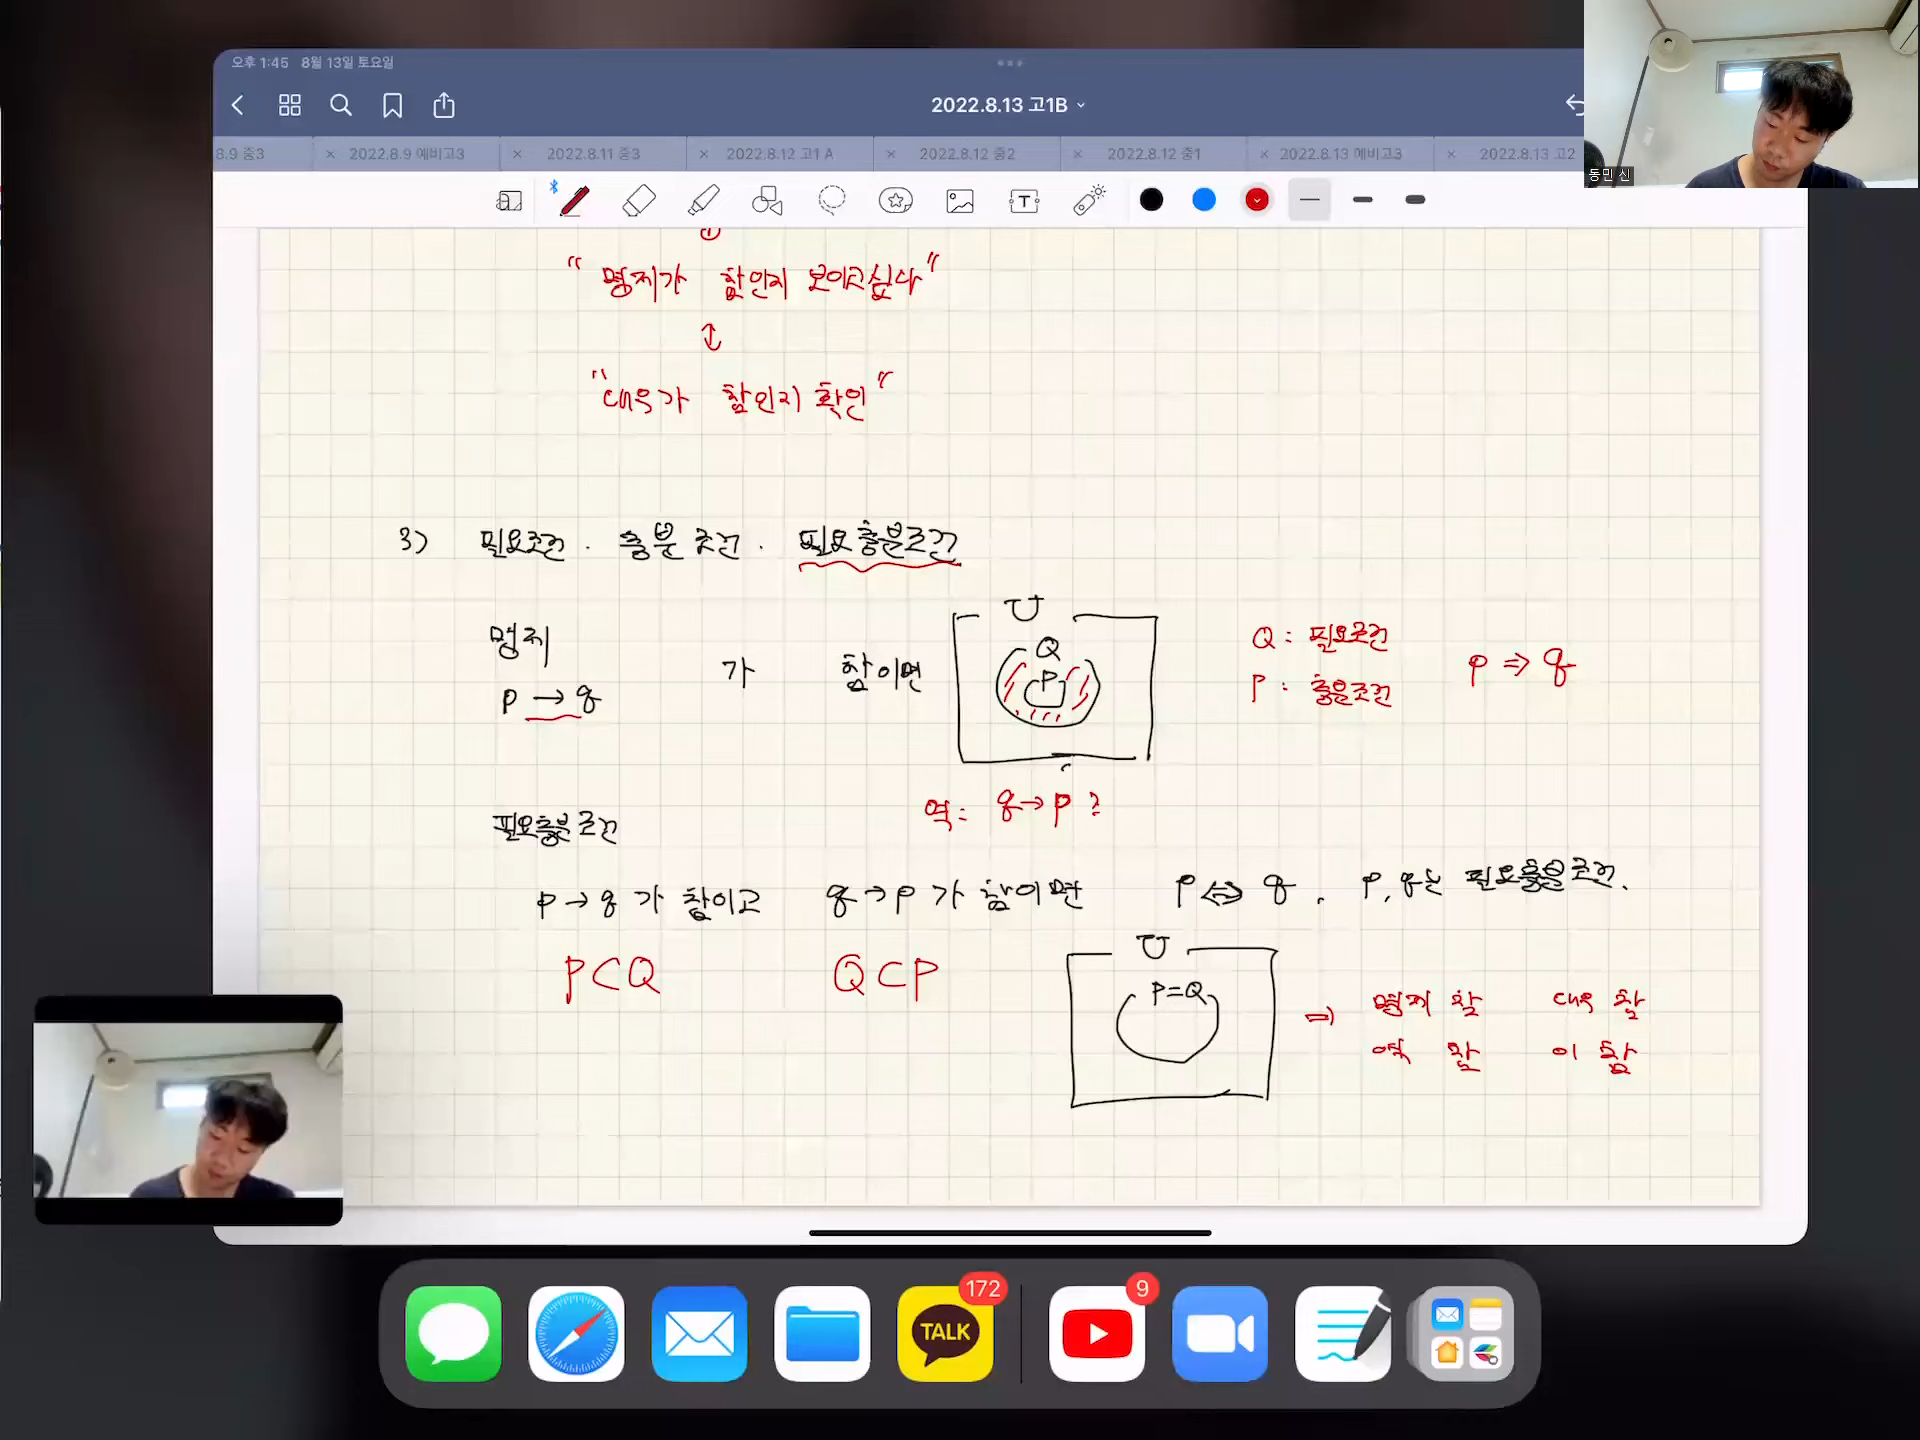 오후 1:45 8월 13일 토요일
2022.8.13 고1B
8.9 중3
2022.8.9 예비고3
2022.8.11 중3
2022.8.12 고1 A
2022.8.12 중2
2022.8.12 중1
2022.8.13 예비고3
2022.8.13 고2
동민 신
T
"명제가 참인지 보이고싶다"
↕
"대우가 참인지 확인"
3) 필요조건 . 충분조건 . 필요충분조건
명제
p → q
가 참이면
U
Q
P
Q : 필요조건
P : 충분조건
p ⇒ q
역: q → p ?
필요충분조건
p → q 가 참이고 q → p 가 참이면 p ⇔ q . p, q는 필요충분조건.
P ⊂ Q
Q ⊂ P
U
P=Q
⇒ 명제 참 대우 참
역 참 이 참
172
TALK
9